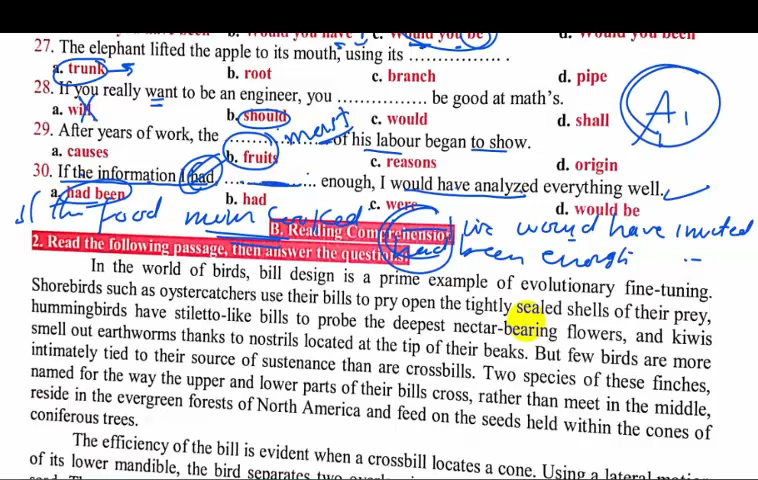 27. The elephant lifted the apple to its mouth, using its ……………….
a. trunk b. root c. branch d. pipe
28. If you really want to be an engineer, you …………… be good at math's.
a. will b. should c. would d. shall
A1
29. After years of work, the …………… of his labour began to show.
must
a. causes b. fruits c. reasons d. origin
30. If the information I had …………… enough, I would have analyzed everything well.
a. had been b. had c. were d. would be
If the food mum cooked had been enough I've would have invited
B. Reading Comprehension
2. Read the following passage, then answer the questions:
In the world of birds, bill design is a prime example of evolutionary fine-tuning.
Shorebirds such as oystercatchers use their bills to pry open the tightly sealed shells of their prey,
hummingbirds have stiletto-like bills to probe the deepest nectar-bearing flowers, and kiwis
smell out earthworms thanks to nostrils located at the tip of their beaks. But few birds are more
intimately tied to their source of sustenance than are crossbills. Two species of these finches,
named for the way the upper and lower parts of their bills cross, rather than meet in the middle,
reside in the evergreen forests of North America and feed on the seeds held within the cones of
coniferous trees.
The efficiency of the bill is evident when a crossbill locates a cone. Using a lateral
of its lower mandible, the bird separates two